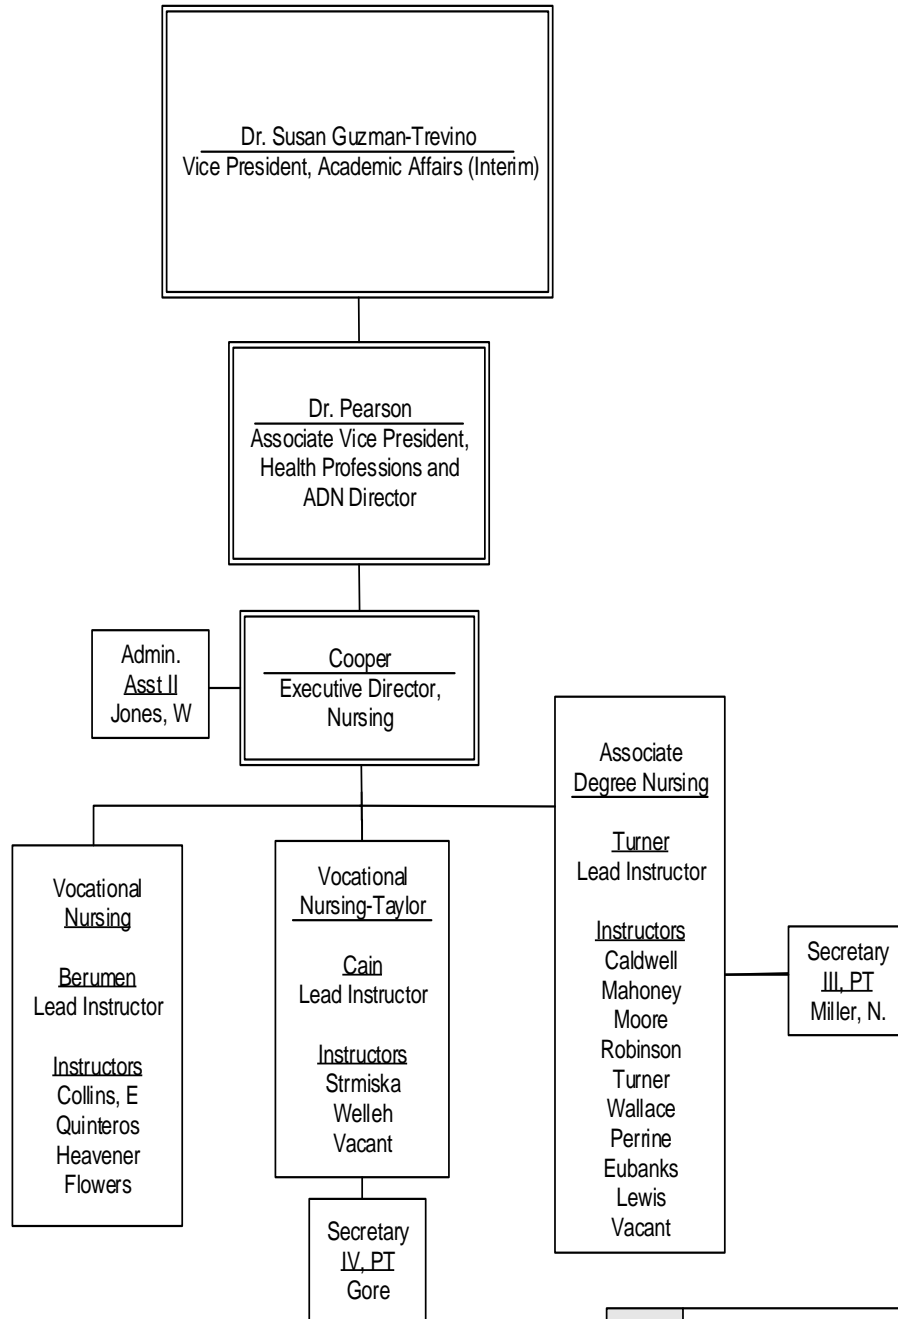 Dr. Susan Guzman-Trevino
Vice President, Academic Affairs (Interim)
Dr. Pearson
Associate Vice President,
Health Professions and
ADN Director
Admin.
Asst II
Jones, W
Cooper
Executive Director,
Nursing
Vocational
Nursing
Berumen
Lead Instructor
Instructors
Collins, E
Quinteros
Heavener
Flowers
Vocational
Nursing-Taylor
Cain
Lead Instructor
Instructors
Strmiska
Welleh
Vacant
Secretary
IV, PT
Gore
Associate
Degree Nursing
Turner
Lead Instructor
Instructors
Caldwell
Mahoney
Moore
Robinson
Turner
Wallace
Perrine
Eubanks
Lewis
Vacant
Secretary
III, PT
Miller, N.